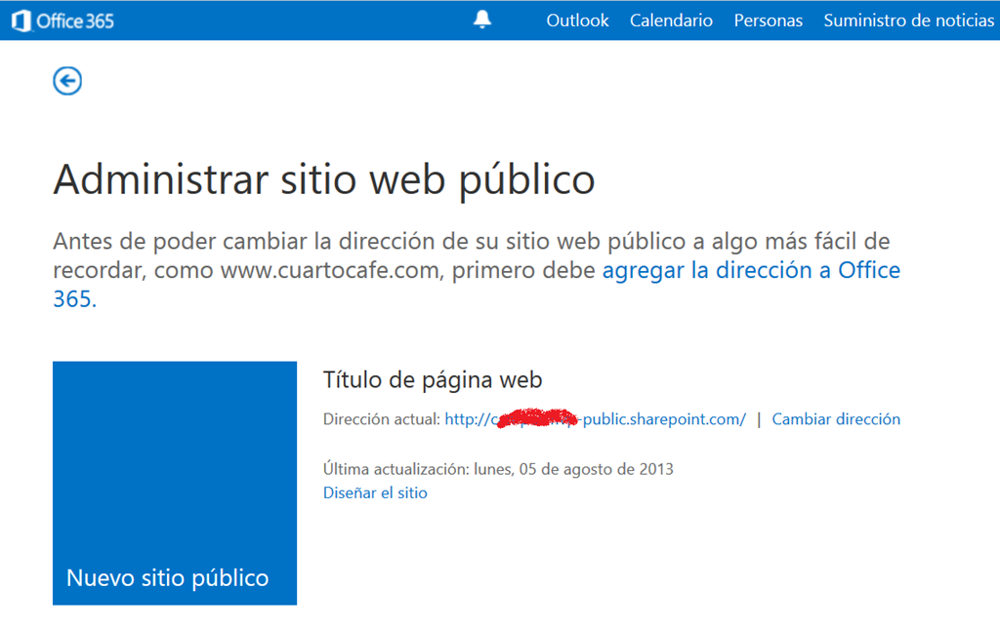 Office 365 Outlook Calendario Personas Suministro de noticias
Administrar sitio web público
Antes de poder cambiar la dirección de su sitio web público a algo más fácil de
recordar, como www.cuartocafe.com, primero debe agregar la dirección a Office
365.
Título de página web
Dirección actual: http://c -public.sharepoint.com/ | Cambiar dirección
Última actualización: lunes, 05 de agosto de 2013
Diseñar el sitio
Nuevo sitio público